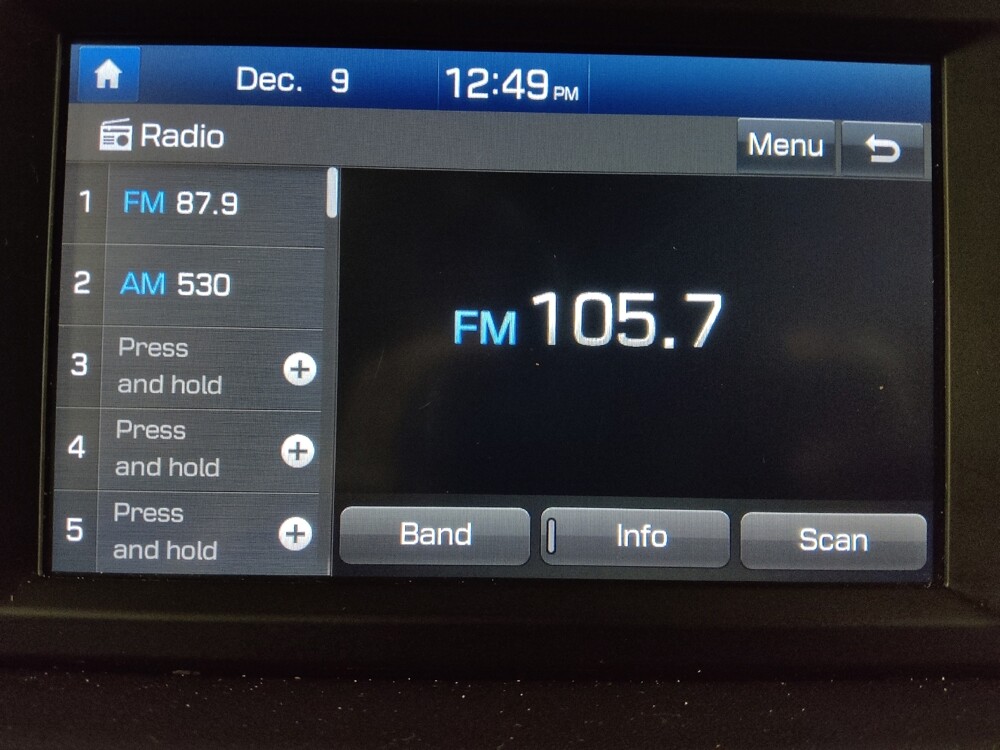 Dec. 9 12:49 PM
Radio Menu
1 FM 87.9
2 AM 530
FM 105.7
3 Press
and hold
4 Press
and hold
5 Press
and hold
Band Info Scan